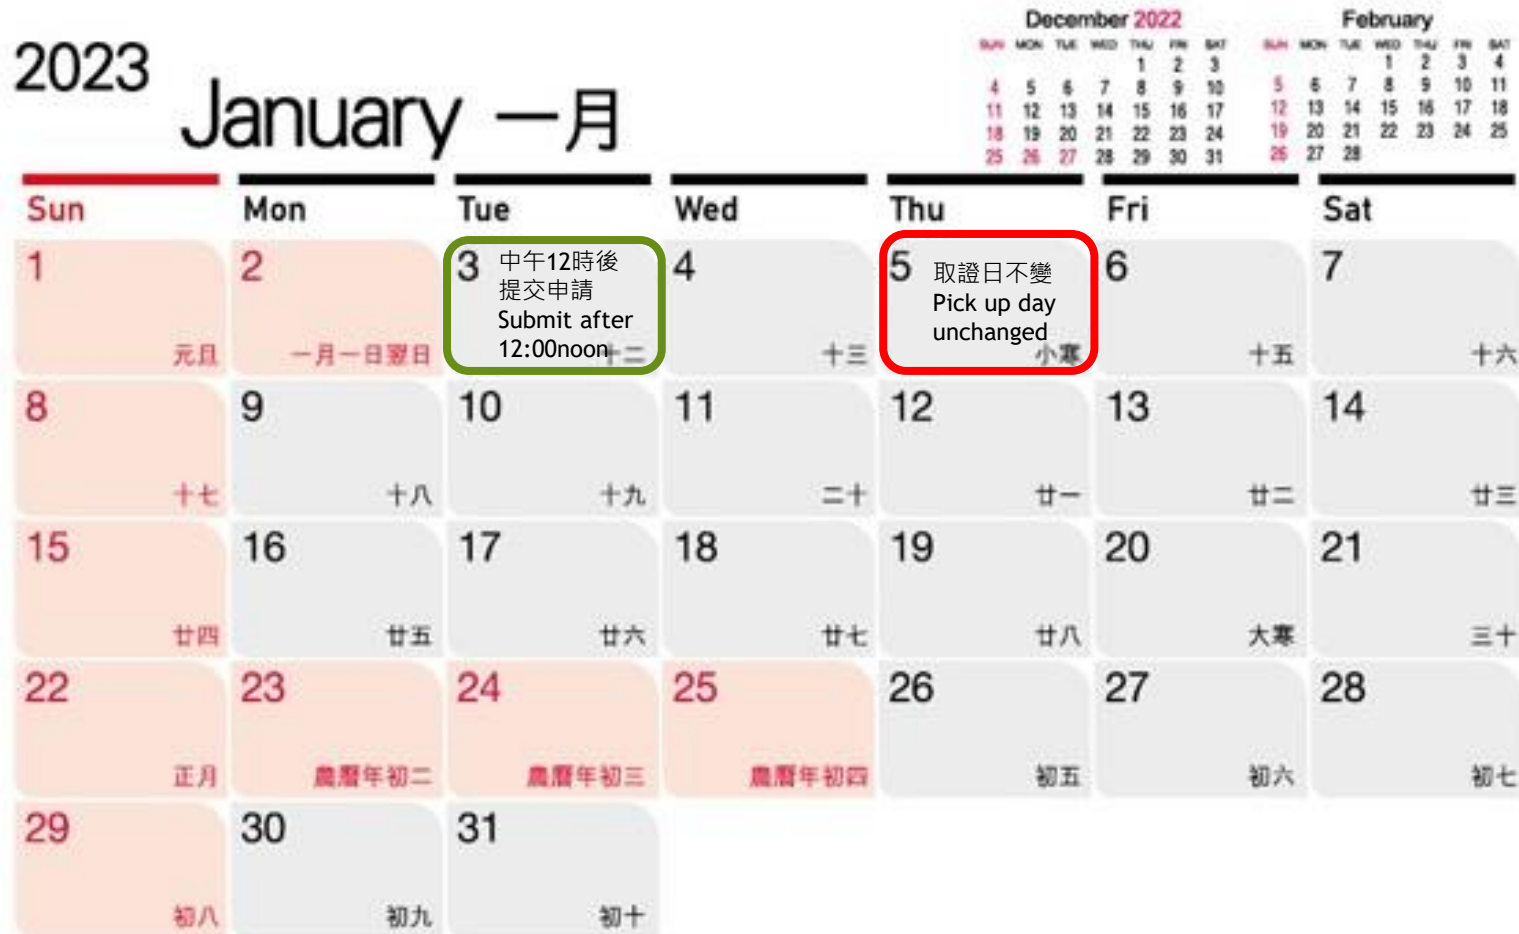 2023
January 一月
December 2022
SUN MON TUE WED THU FRI SAT
1 2 3
4 5 6 7 8 9 10
11 12 13 14 15 16 17
18 19 20 21 22 23 24
25 26 27 28 29 30 31
February
SUN MON TUE WED THU FRI SAT
1 2 3 4
5 6 7 8 9 10 11
12 13 14 15 16 17 18
19 20 21 22 23 24 25
26 27 28
Sun Mon Tue Wed Thu Fri Sat
1
元旦
2
一月一日翌日
3
中午12時後
提交申請
Submit after
12:00noon
十二
4
十三
5
取證日不變
Pick up day
unchanged
小寒
6
十五
7
十六
8
十七
9
十八
10
十九
11
二十
12
廿一
13
廿二
14
廿三
15
廿四
16
廿五
17
廿六
18
廿七
19
廿八
20
大寒
21
三十
22
正月
23
農曆年初二
24
農曆年初三
25
農曆年初四
26
初五
27
初六
28
初七
29
初八
30
初九
31
初十